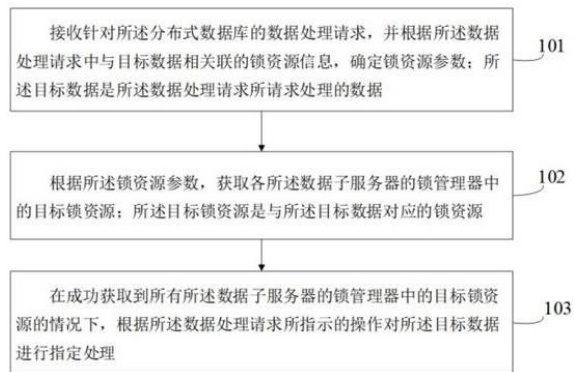 接收针对所述分布式数据库的数据处理请求，并根据所述数据
处理请求中与目标数据相关联的锁资源信息，确定锁资源参数；所
述目标数据是所述数据处理请求所请求处理的数据
101
根据所述锁资源参数，获取各所述数据子服务器的锁管理器中
的目标锁资源；所述目标锁资源是与所述目标数据对应的锁资源
102
在成功获取到所有所述数据子服务器的锁管理器中的目标锁资
源的情况下，根据所述数据处理请求所指示的操作对所述目标数据
进行指定处理
103